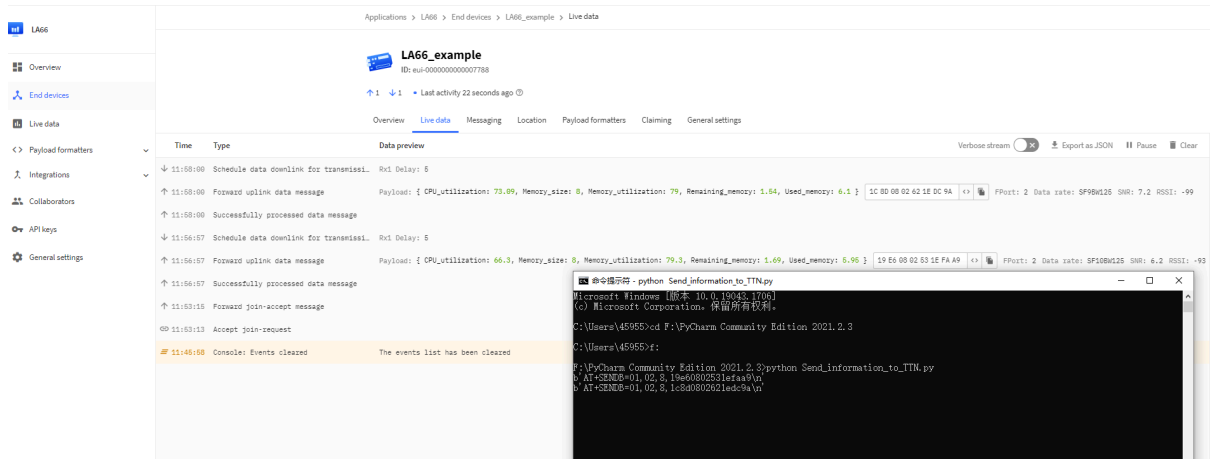 Applications > LA66 > End devices > LA66_example > Live data
LA66
LA66_example
ID: eui-0000000000007788
↑1 ↓1 • Last activity 22 seconds ago
Overview
End devices
Live data
Payload formatters
Integrations
Collaborators
API keys
General settings
Overview Live data Messaging Location Payload formatters Claiming General settings
Time Type Data preview Verbose stream Export as JSON Pause Clear
↓ 11:58:00 Schedule data downlink for transmissi… Rx1 Delay: 5
↑ 11:58:00 Forward uplink data message Payload: { CPU_utilization: 73.09, Memory_size: 8, Memory_utilization: 79, Remaining_memory: 1.54, Used_memory: 6.1 } 1C 8D 08 02 62 1E DC 9A <> FPort: 2 Data rate: SF9BW125 SNR: 7.2 RSSI: -99
↑ 11:58:00 Successfully processed data message
↓ 11:56:57 Schedule data downlink for transmissi… Rx1 Delay: 5
↑ 11:56:57 Forward uplink data message Payload: { CPU_utilization: 66.3, Memory_size: 8, Memory_utilization: 79.3, Remaining_memory: 1.69, Used_memory: 5.95 } 19 E6 08 02 53 1E FA A9 <> FPort: 2 Data rate: SF10BW125 SNR: 6.2 RSSI: -93
↑ 11:56:57 Successfully processed data message
↑ 11:53:15 Forward join-accept message
11:53:13 Accept join-request
11:45:58 Console: Events cleared The events list has been cleared
命令提示符 - python Send_information_to_TTN.py
Microsoft Windows [版本 10.0.19043.1706]
(c) Microsoft Corporation。保留所有权利。
C:\Users\45955>cd F:\PyCharm Community Edition 2021.2.3
C:\Users\45955>f:
F:\PyCharm Community Edition 2021.2.3>python Send_information_to_TTN.py
b'AT+SENDB=01,02,8,19e60802531efaa9\n'
b'AT+SENDB=01,02,8,1c8d0802621edc9a\n'